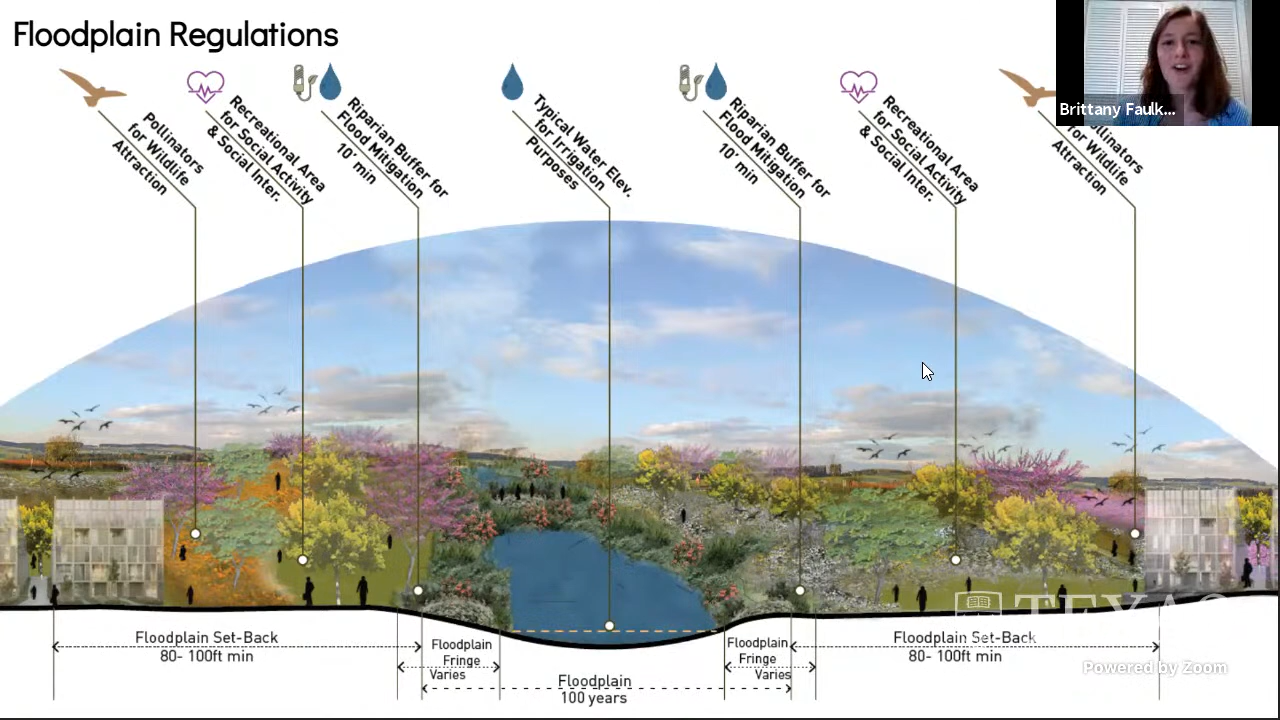 Floodplain Regulations
Brittany Faulk...
Pollinators
for Wildlife
Attraction
Recreational Area
for Social Activity
& Social Inter.
Riparian Buffer for
Flood Mitigation
10' min
Typical Water Elev.
for Irrigation
Purposes
Riparian Buffer for
Flood Mitigation
10' min
Recreational Area
for Social Activity
& Social Inter.
ollinators
for Wildlife
Attraction
TEXAS
Floodplain Set-Back
80- 100ft min
Floodplain
Fringe
Varies
Floodplain
100 years
Floodplain
Fringe
Varies
Floodplain Set-Back
80- 100ft min
Powered by Zoom